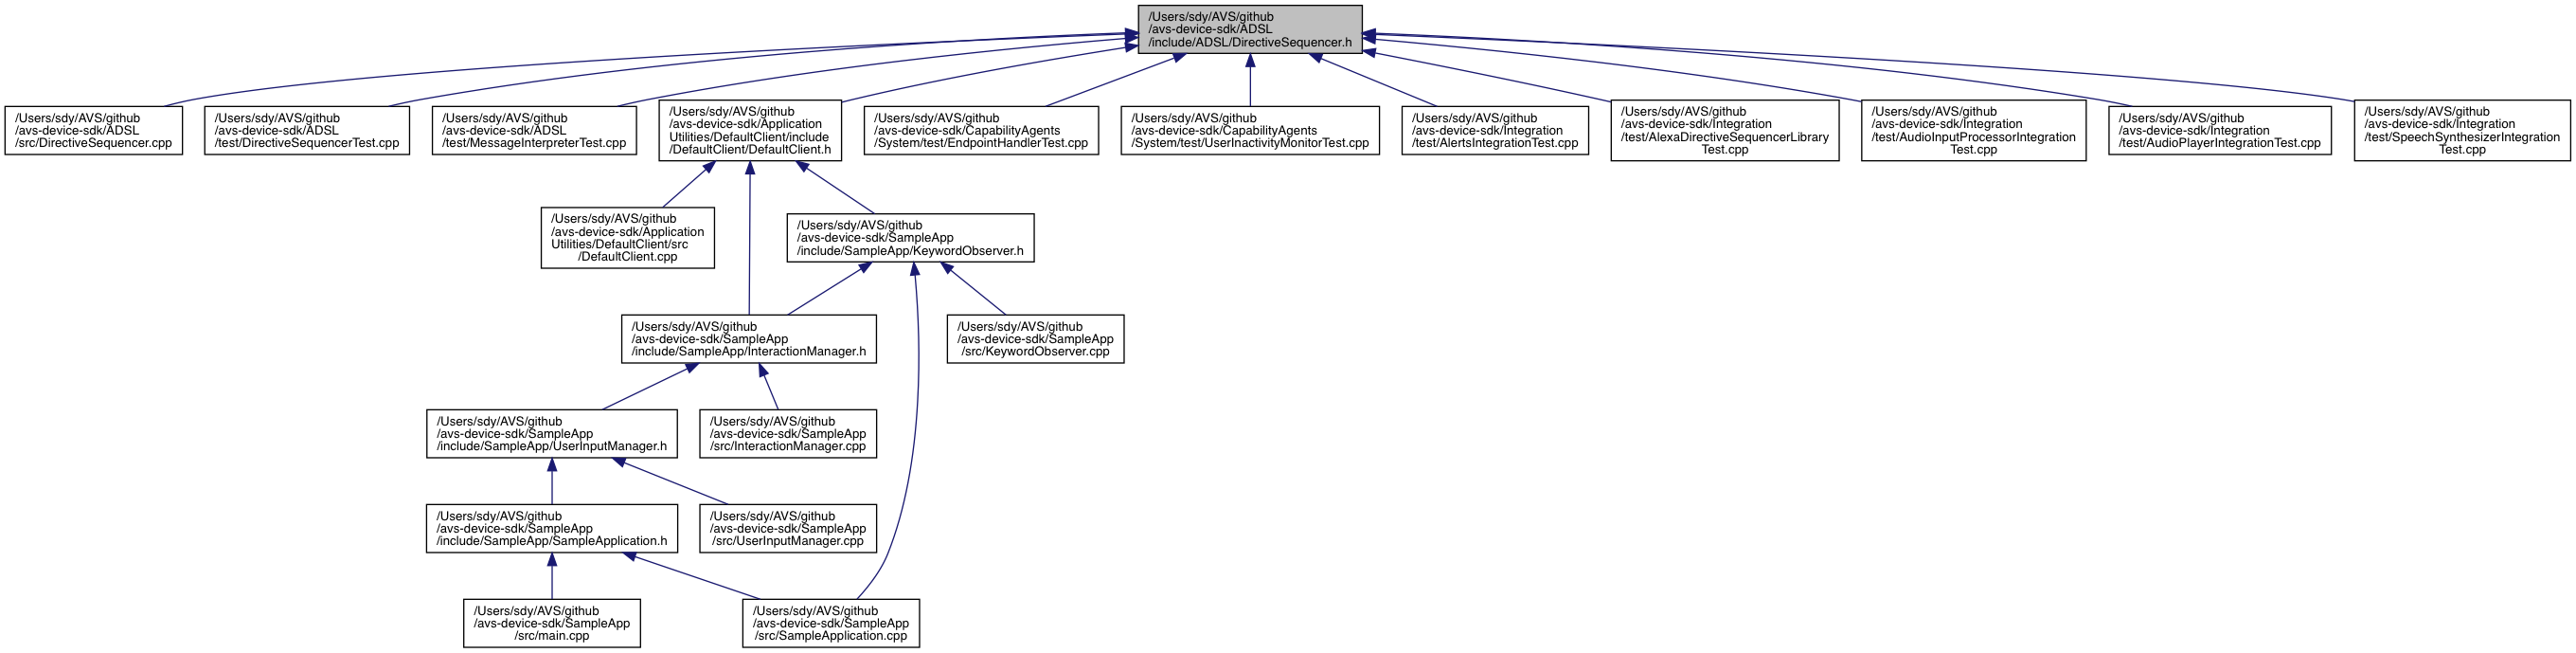 /Users/sdy/AVS/github
/avs-device-sdk/ADSL
/include/ADSL/DirectiveSequencer.h
/Users/sdy/AVS/github
/avs-device-sdk/ADSL
/src/DirectiveSequencer.cpp
/Users/sdy/AVS/github
/avs-device-sdk/ADSL
/test/DirectiveSequencerTest.cpp
/Users/sdy/AVS/github
/avs-device-sdk/ADSL
/test/MessageInterpreterTest.cpp
/Users/sdy/AVS/github
/avs-device-sdk/Application
Utilities/DefaultClient/include
/DefaultClient/DefaultClient.h
/Users/sdy/AVS/github
/avs-device-sdk/CapabilityAgents
/System/test/EndpointHandlerTest.cpp
/Users/sdy/AVS/github
/avs-device-sdk/CapabilityAgents
/System/test/UserInactivityMonitorTest.cpp
/Users/sdy/AVS/github
/avs-device-sdk/Integration
/test/AlertsIntegrationTest.cpp
/Users/sdy/AVS/github
/avs-device-sdk/Integration
/test/AlexaDirectiveSequencerLibrary
Test.cpp
/Users/sdy/AVS/github
/avs-device-sdk/Integration
/test/AudioInputProcessorIntegration
Test.cpp
/Users/sdy/AVS/github
/avs-device-sdk/Integration
/test/AudioPlayerIntegrationTest.cpp
/Users/sdy/AVS/github
/avs-device-sdk/Integration
/test/SpeechSynthesizerIntegration
Test.cpp
/Users/sdy/AVS/github
/avs-device-sdk/Application
Utilities/DefaultClient/src
/DefaultClient.cpp
/Users/sdy/AVS/github
/avs-device-sdk/SampleApp
/include/SampleApp/KeywordObserver.h
/Users/sdy/AVS/github
/avs-device-sdk/SampleApp
/include/SampleApp/InteractionManager.h
/Users/sdy/AVS/github
/avs-device-sdk/SampleApp
/src/KeywordObserver.cpp
/Users/sdy/AVS/github
/avs-device-sdk/SampleApp
/include/SampleApp/UserInputManager.h
/Users/sdy/AVS/github
/avs-device-sdk/SampleApp
/src/InteractionManager.cpp
/Users/sdy/AVS/github
/avs-device-sdk/SampleApp
/include/SampleApp/SampleApplication.h
/Users/sdy/AVS/github
/avs-device-sdk/SampleApp
/src/UserInputManager.cpp
/Users/sdy/AVS/github
/avs-device-sdk/SampleApp
/src/main.cpp
/Users/sdy/AVS/github
/avs-device-sdk/SampleApp
/src/SampleApplication.cpp